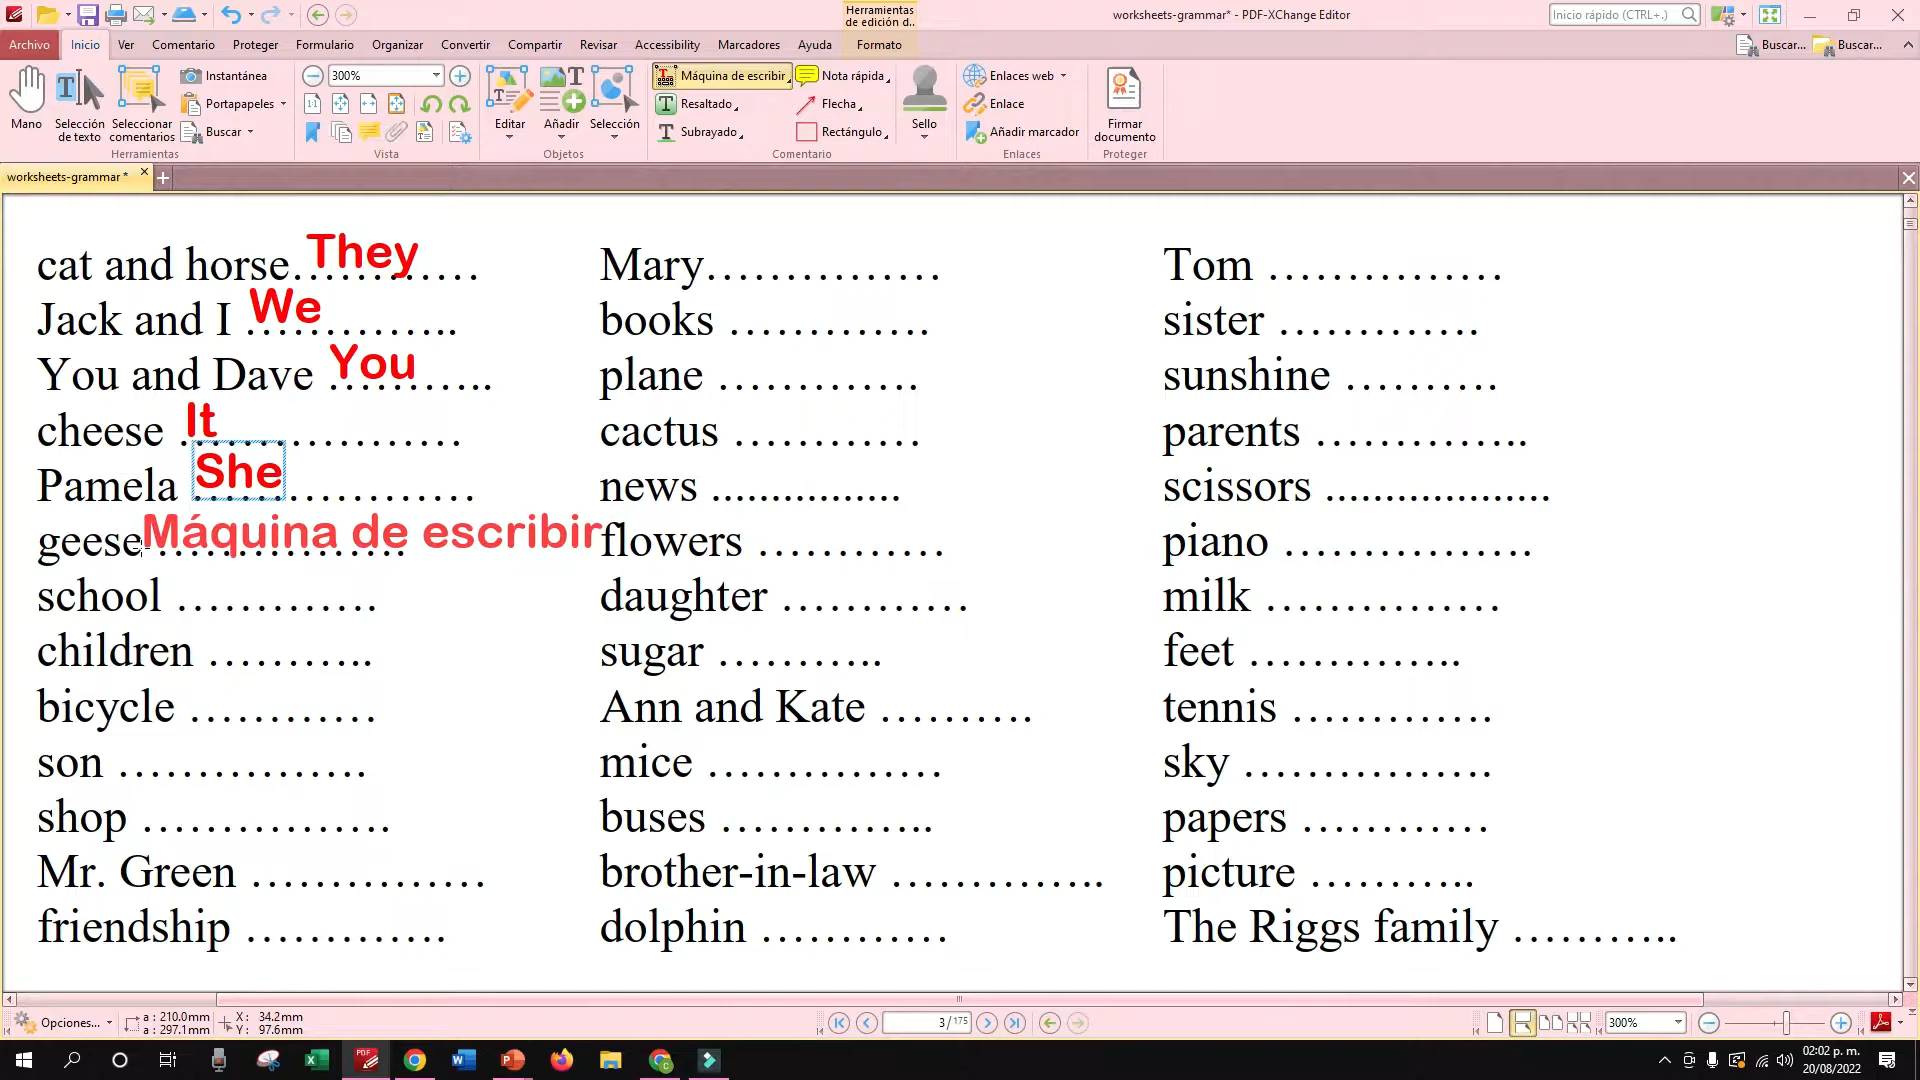 Herramientas
de edición d..
worksheets-grammar* - PDF-XChange Editor
Inicio rápido (CTRL+.)
Archivo Inicio Ver Comentario Proteger Formulario Organizar Convertir Compartir Revisar Accessibility Marcadores Ayuda Formato Buscar... Buscar...
Mano
Selección
de texto
Seleccionar
comentarios
Instantánea
Portapapeles
Buscar
Herramientas
300%
1:1
Vista
Editar
Añadir
Selección
Objetos
Máquina de escribir
Resaltado
Subrayado
Nota rápida
Flecha
Rectángulo
Comentario
Sello
Enlaces web
Enlace
Añadir marcador
Enlaces
Firmar
documento
Proteger
worksheets-grammar *
cat and horse………… They
Jack and I ………….. We
You and Dave ……….. You
cheese ……………… It
Pamela ……………… She
geese …………… Máquina de escribir
school ………….
children ………..
bicycle …………
son …………….
shop …………….
Mr. Green ……………
friendship ………….
Mary……………
books ………….
plane ………….
cactus …………
news ...................
flowers …………
daughter …………
sugar ………..
Ann and Kate ……….
mice ……………
buses …………..
brother-in-law …………..
dolphin …………
Tom ……………
sister ………….
sunshine ……….
parents …………..
scissors ...................
piano …………….
milk ……………
feet …………..
tennis ………….
sky …………….
papers …………
picture ………..
The Riggs family ………..
Opciones...
a : 210.0mm
a : 297.1mm
X : 34.2mm
Y : 97.6mm
3 / 175
300%
02:02 p. m.
20/08/2022